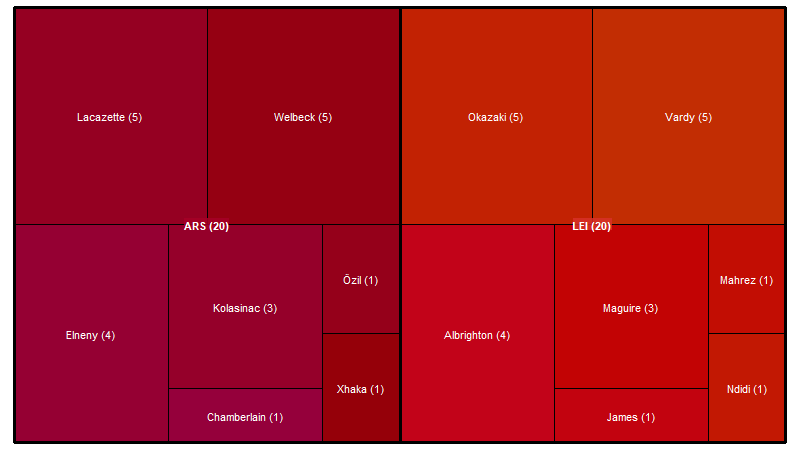 Lacazette (5)
Welbeck (5)
Okazaki (5)
Vardy (5)
ARS (20)
LEI (20)
Elneny (4)
Kolasinac (3)
Özil (1)
Albrighton (4)
Maguire (3)
Mahrez (1)
Xhaka (1)
Ndidi (1)
Chamberlain (1)
James (1)